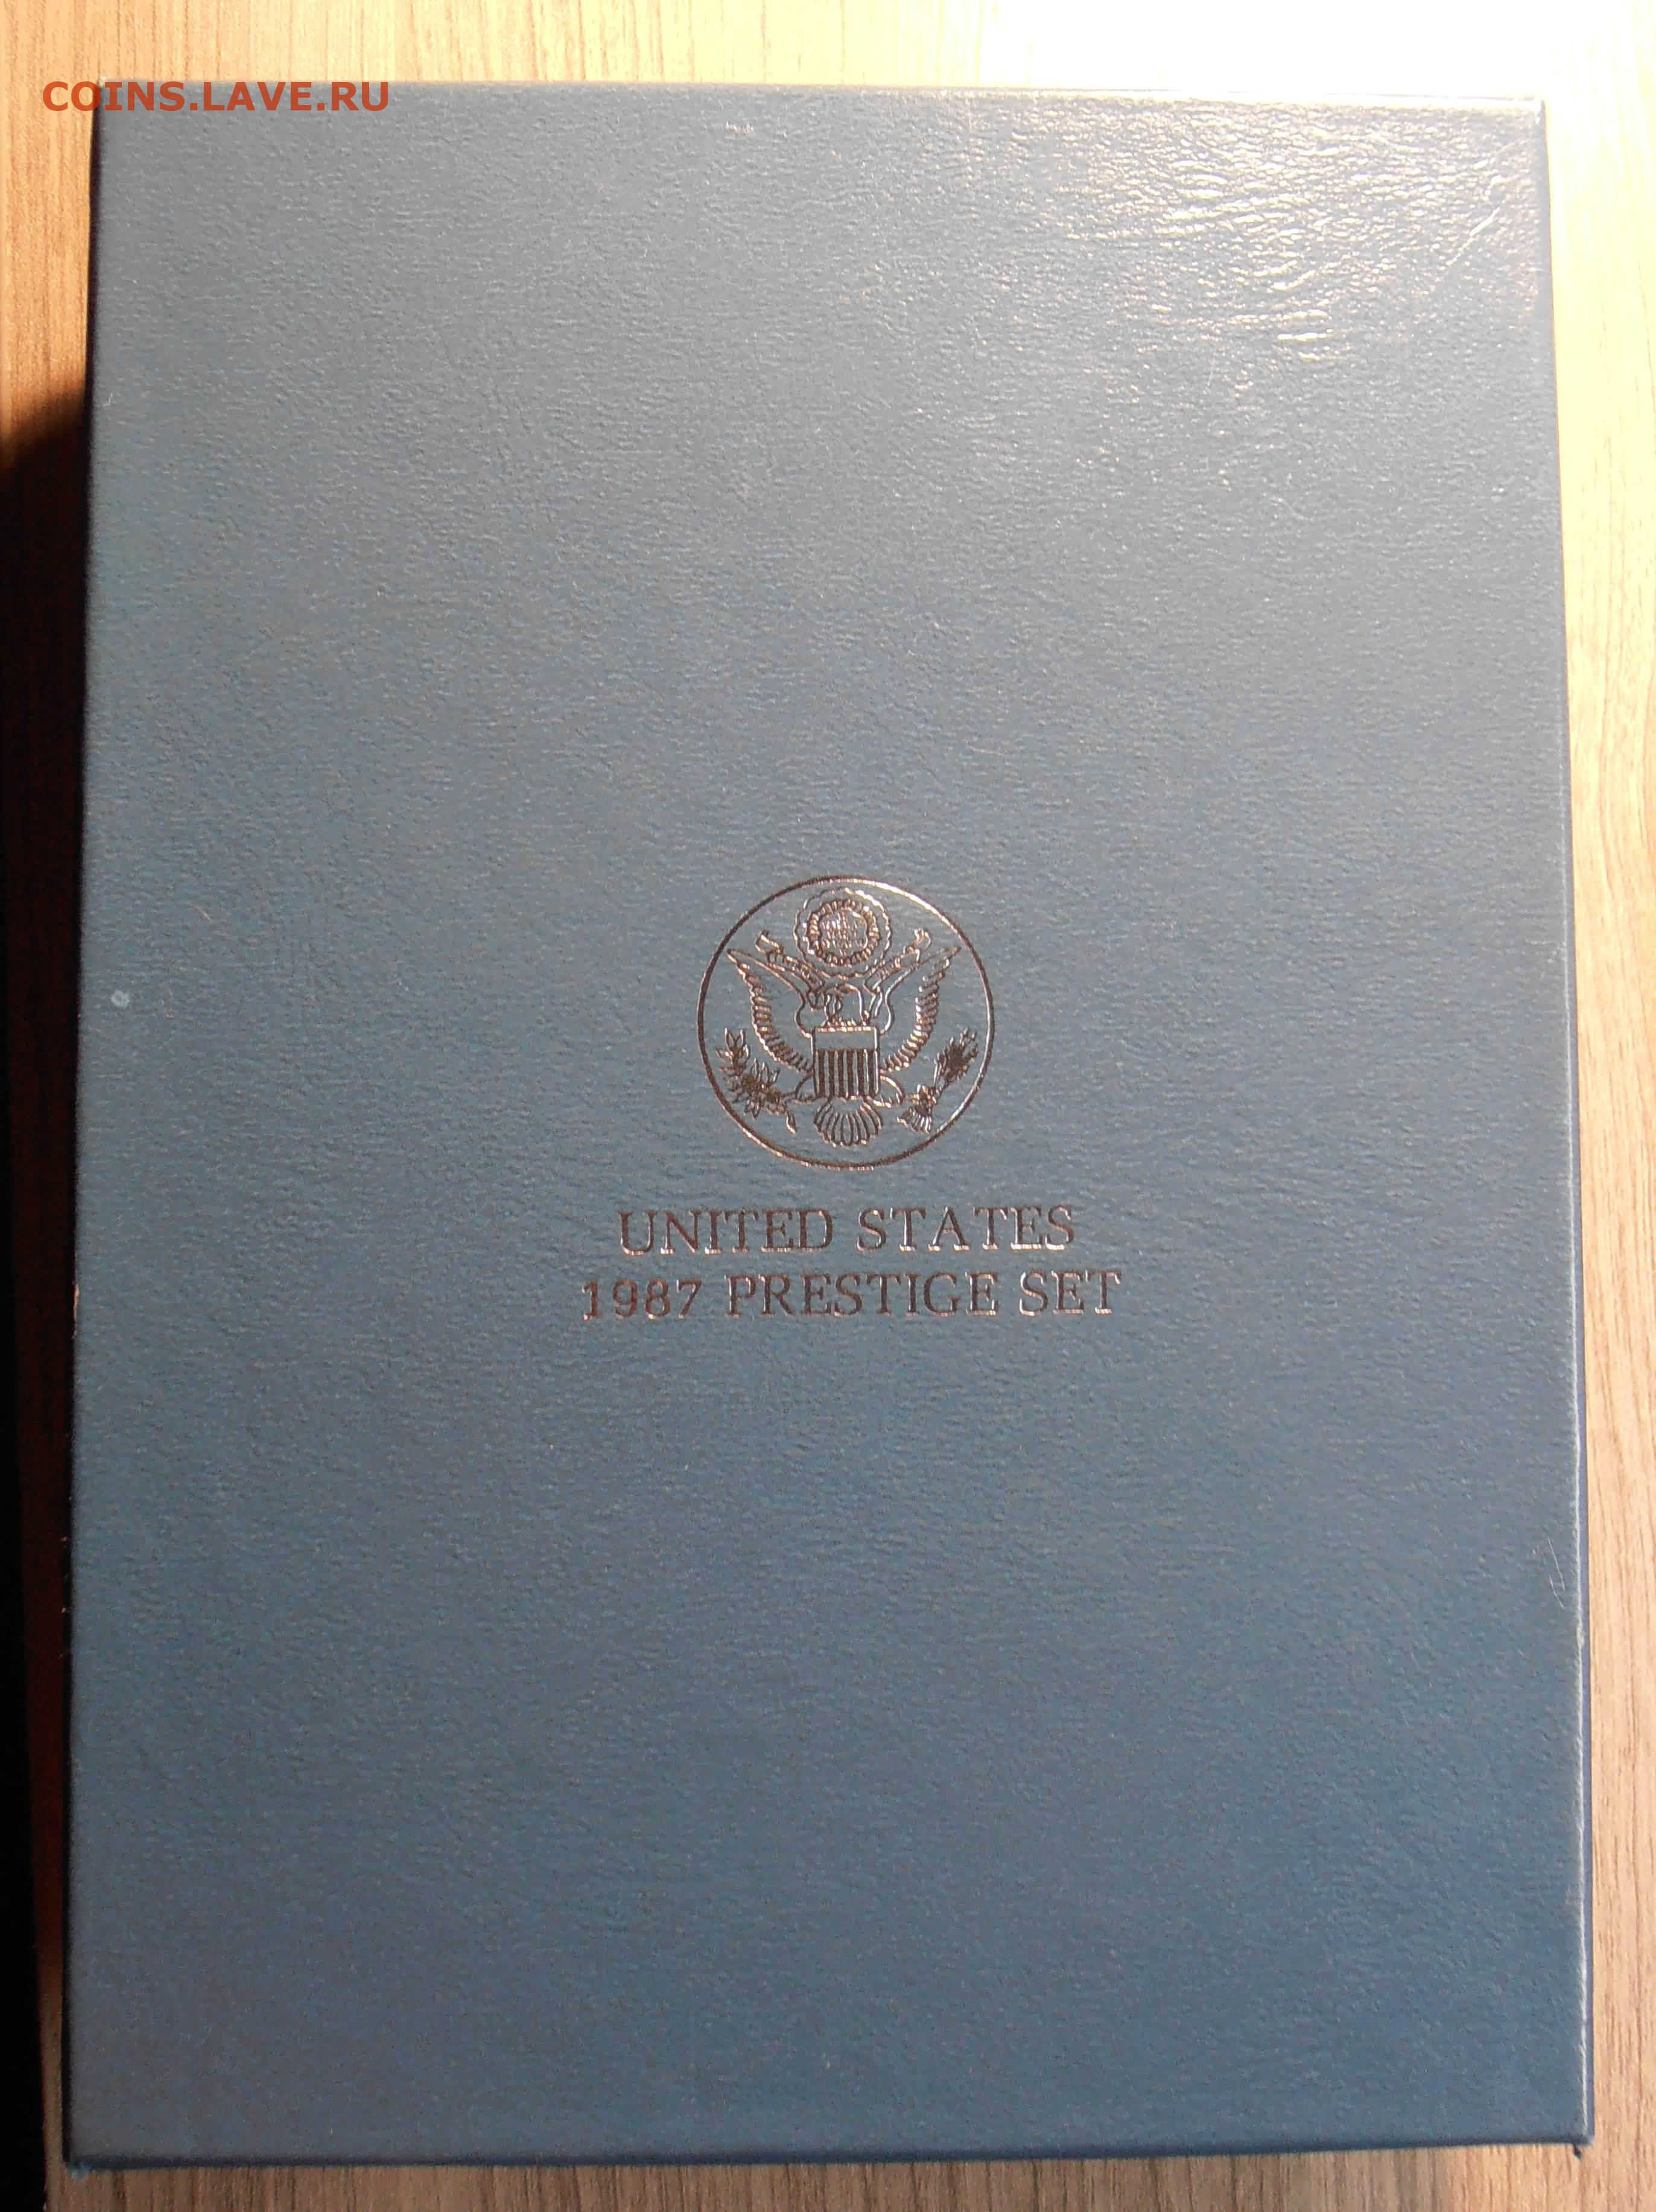 COINS.LAVE.RU
UNITED STATES
1987 PRESTIGE SET